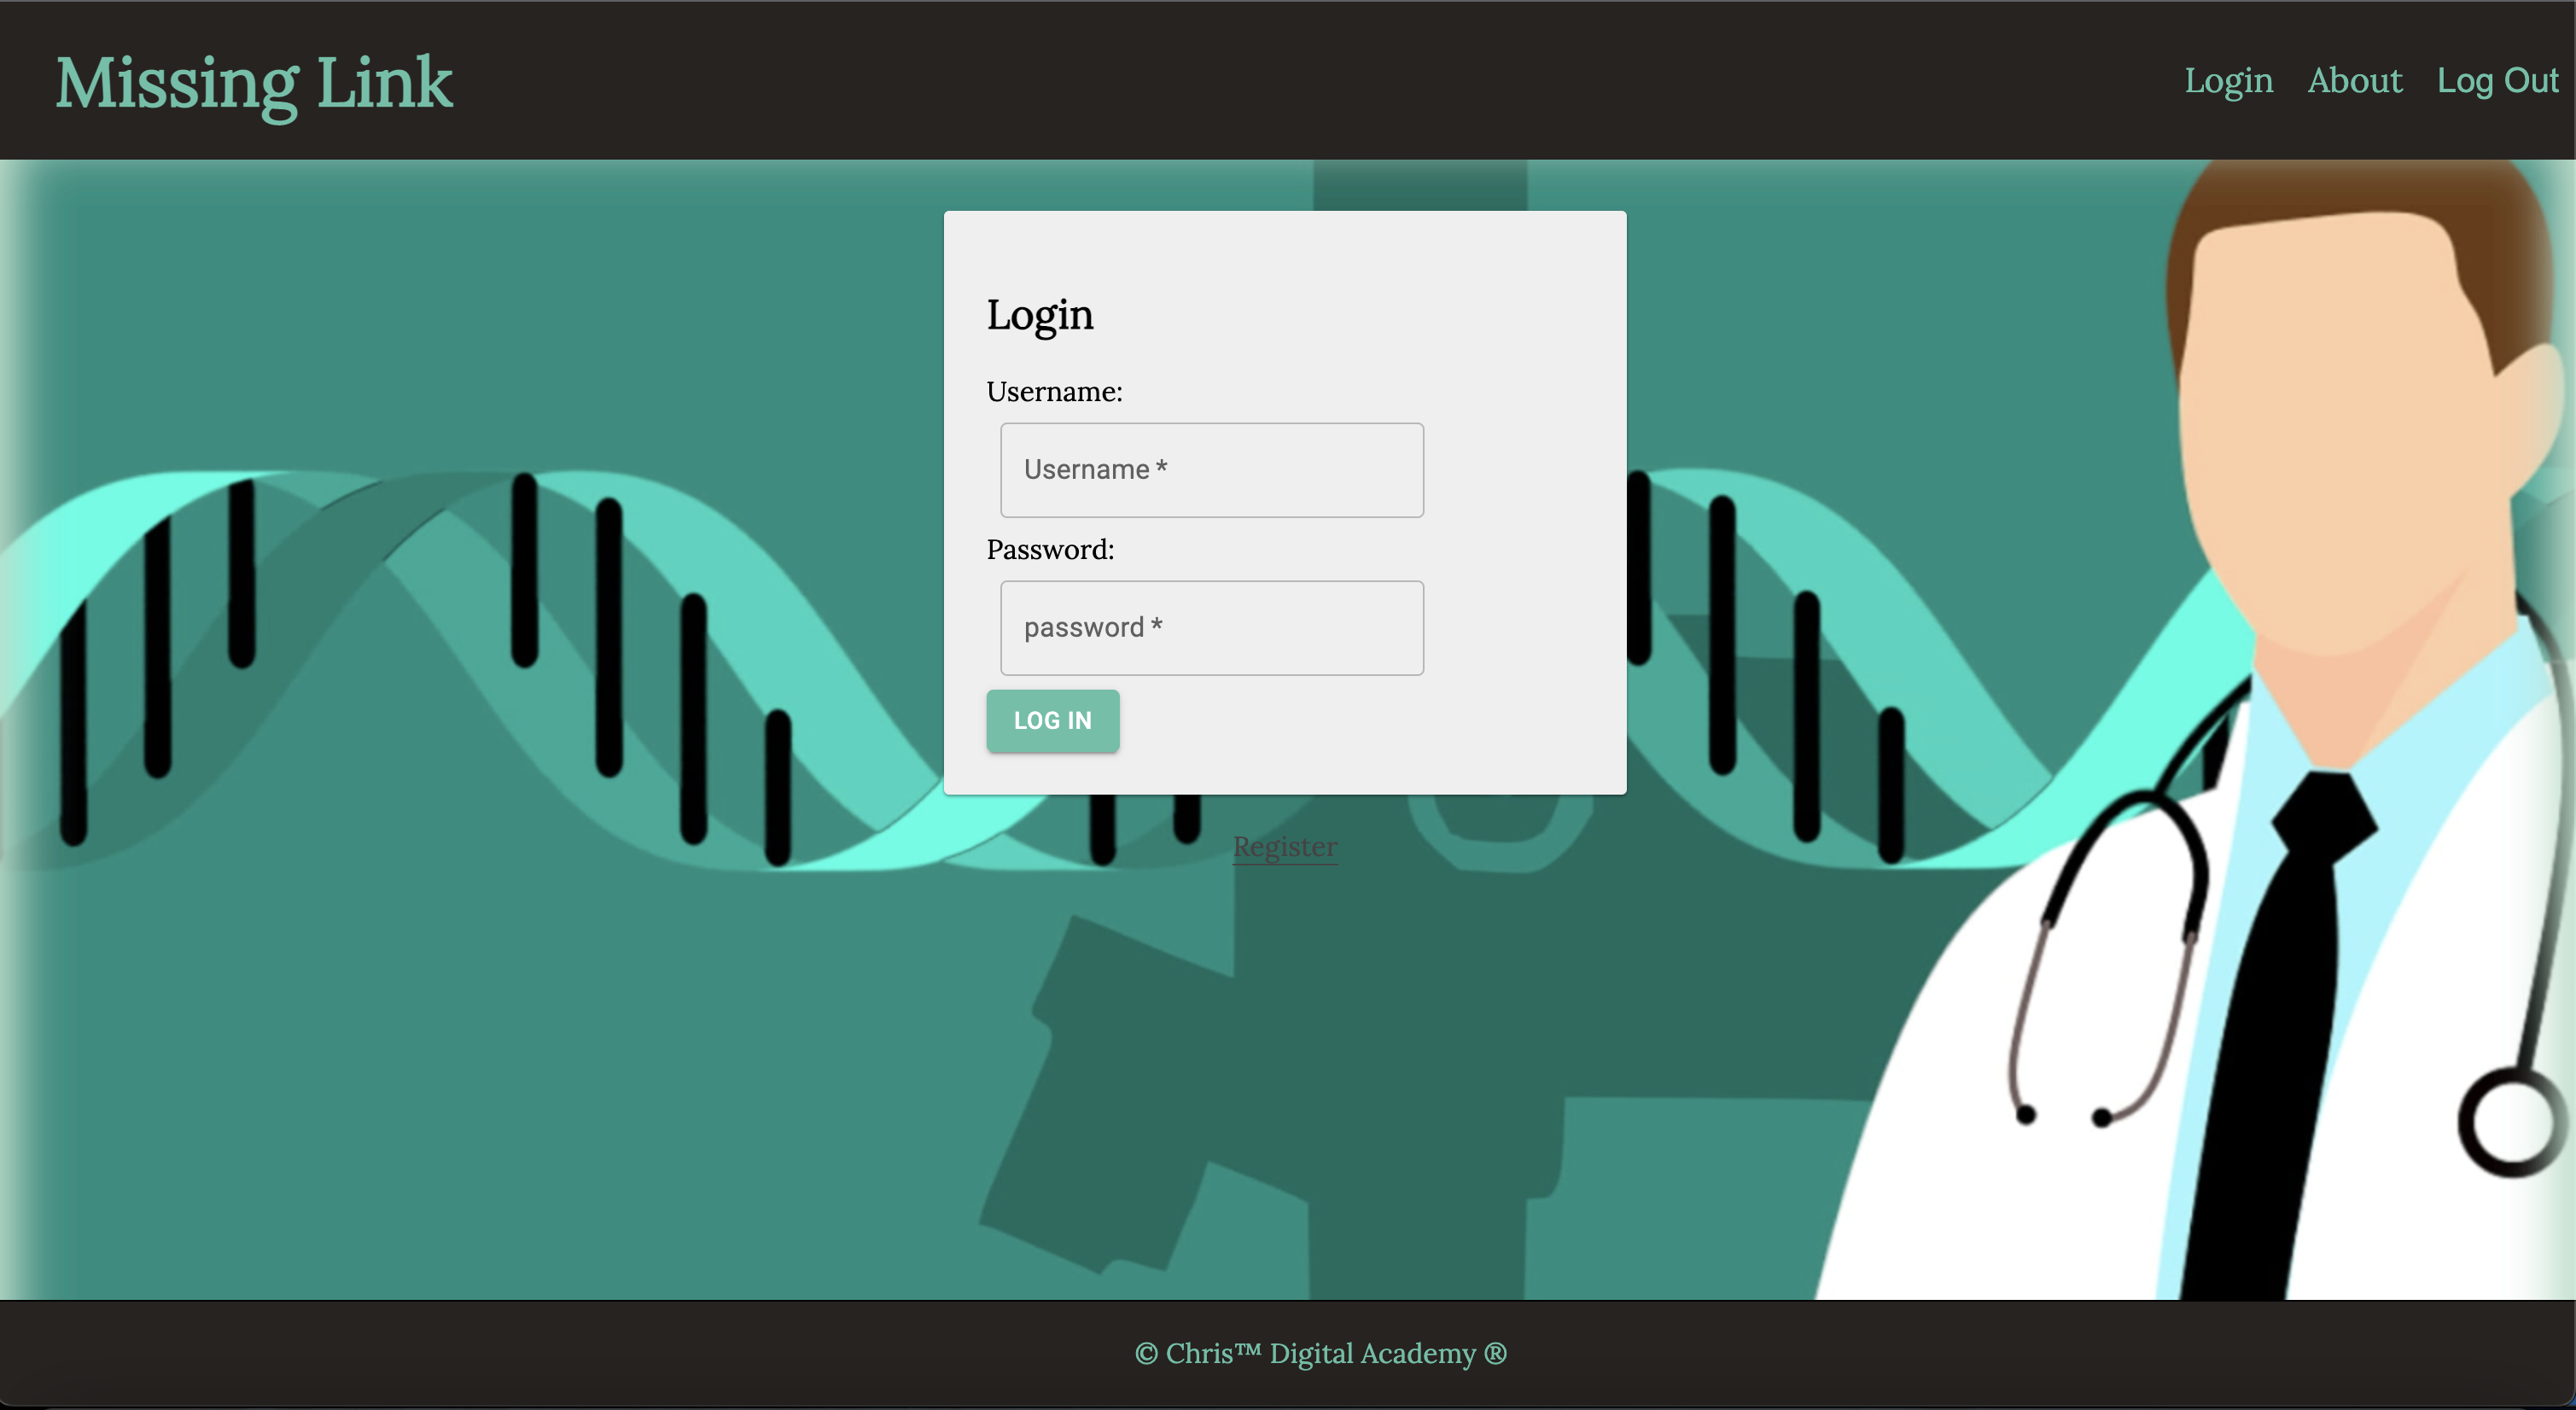 Missing Link
Login About Log Out
Login
Username:
Username *
Password:
password *
LOG IN
Register
© Chris™ Digital Academy ®